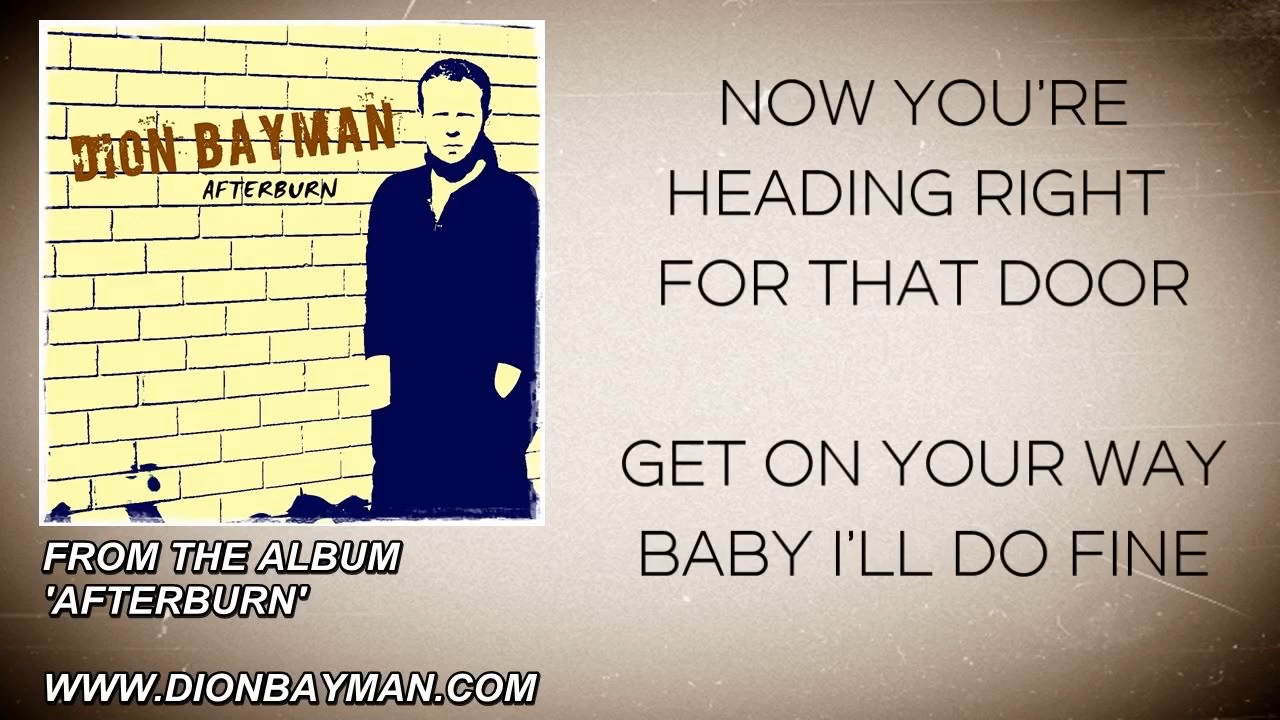 DION BAYMAN
AFTERBURN
FROM THE ALBUM
'AFTERBURN'
WWW.DIONBAYMAN.COM
NOW YOU'RE
HEADING RIGHT
FOR THAT DOOR
GET ON YOUR WAY
BABY I'LL DO FINE